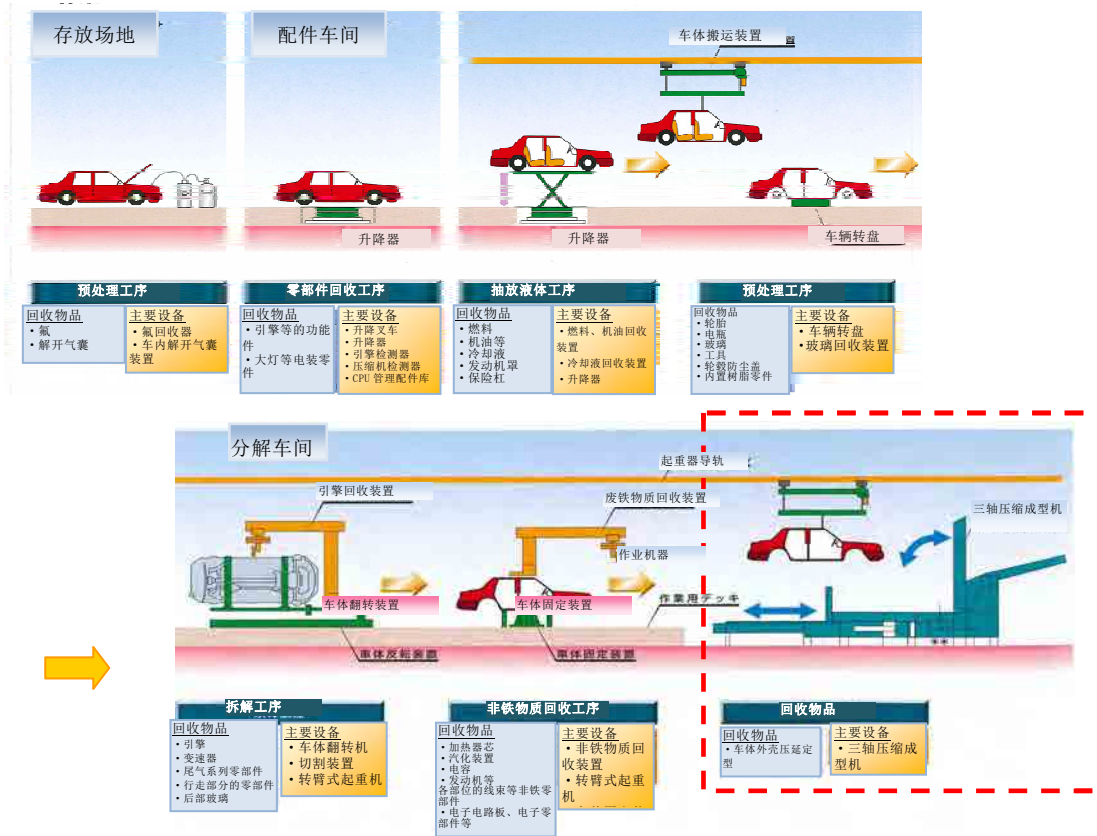 存放场地
配件车间
车体搬运装置
置
升降器
升降器
车辆转盘
预处理工序
回收物品
・氟
・解开气囊
主要设备
・氟回收器
・车内解开气囊
装置
零部件回收工序
回收物品
・引擎等的功能
件
・大灯等电装零
件
主要设备
・升降叉车
・升降器
・引擎检测器
・压缩机检测器
・CPU 管理配件库
抽放液体工序
回收物品
・燃料
・机油等
・冷却液
・发动机罩
・保险杠
主要设备
・燃料、机油回收
装置
・冷却液回收装置
・升降器
预处理工序
回收物品
・轮胎
・电瓶
・玻璃
・工具
・轮毂防尘盖
・内置树脂零件
主要设备
・车辆转盘
・玻璃回收装置
分解车间
起重器导轨
引擎回收装置
废铁物质回收装置
三轴压缩成型机
作业机器
车体翻转装置
车体固定装置
作業用デッキ
車体反転装置
車体固定装置
拆解工序
回收物品
・引擎
・变速器
・尾气系列零部件
・行走部分的零部件
・后部玻璃
主要设备
・车体翻转机
・切割装置
・转臂式起重机
非铁物质回收工序
回收物品
・加热器芯
・汽化装置
・电容
・发动机等
各部位的线束等非铁零
部件
・电子电路板、电子零
部件等
主要设备
・非铁物质回
收装置
・转臂式起重
机
回收物品
回收物品
・车体外壳压延定
型
主要设备
・三轴压缩成
型机